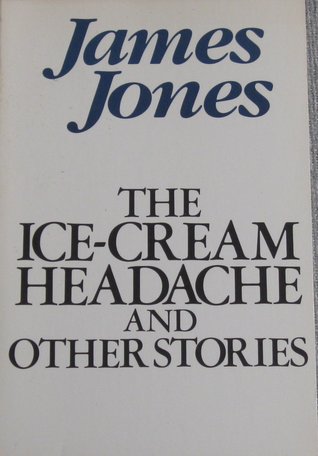 James
Jones
THE
ICE-CREAM
HEADACHE
AND
OTHER STORIES